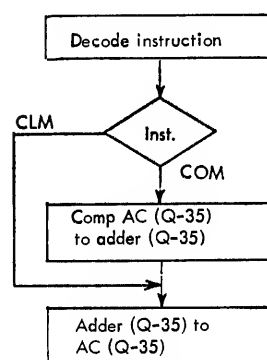 Decode instruction
CLM
Inst.
COM
Comp AC (Q-35)
to adder (Q-35)
Adder (Q-35) to
AC (Q-35)